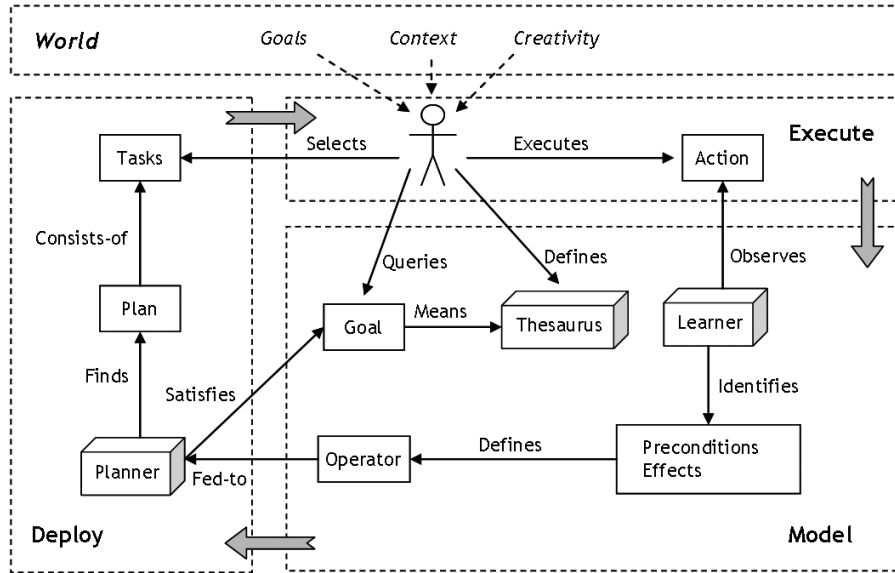 World
Goals
Context
Creativity
Execute
Tasks
Selects
Executes
Action
Consists-of
Queries
Defines
Observes
Plan
Goal
Means
Thesaurus
Learner
Finds
Satisfies
Identifies
Planner
Fed-to
Operator
Defines
Preconditions
Effects
Deploy
Model